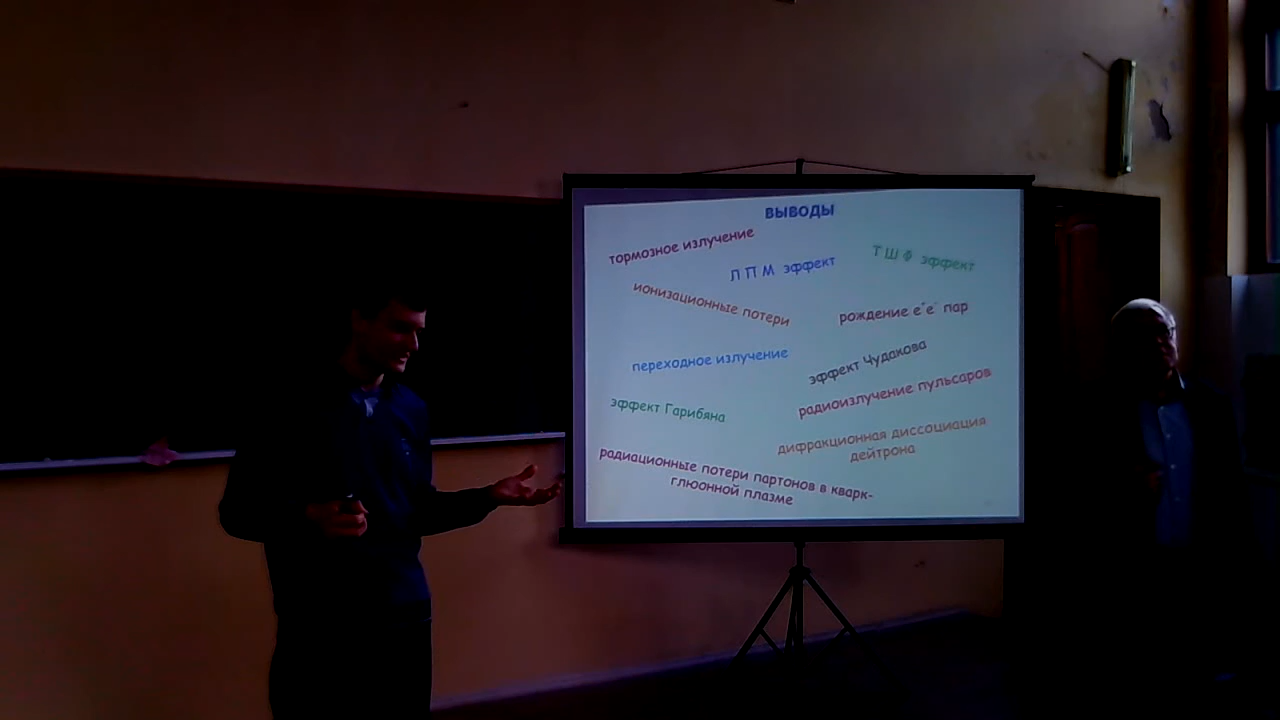 ВЫВОДЫ
тормозное излучение
Л П М эффект
Т Ш Ф эффект
ионизационные потери
рождение e⁺e⁻ пар
переходное излучение
эффект Чудакова
эффект Гарибяна
радиоизлучение пульсаров
дифракционная диссоциация
дейтрона
радиационные потери партонов в кварк-
глюонной плазме